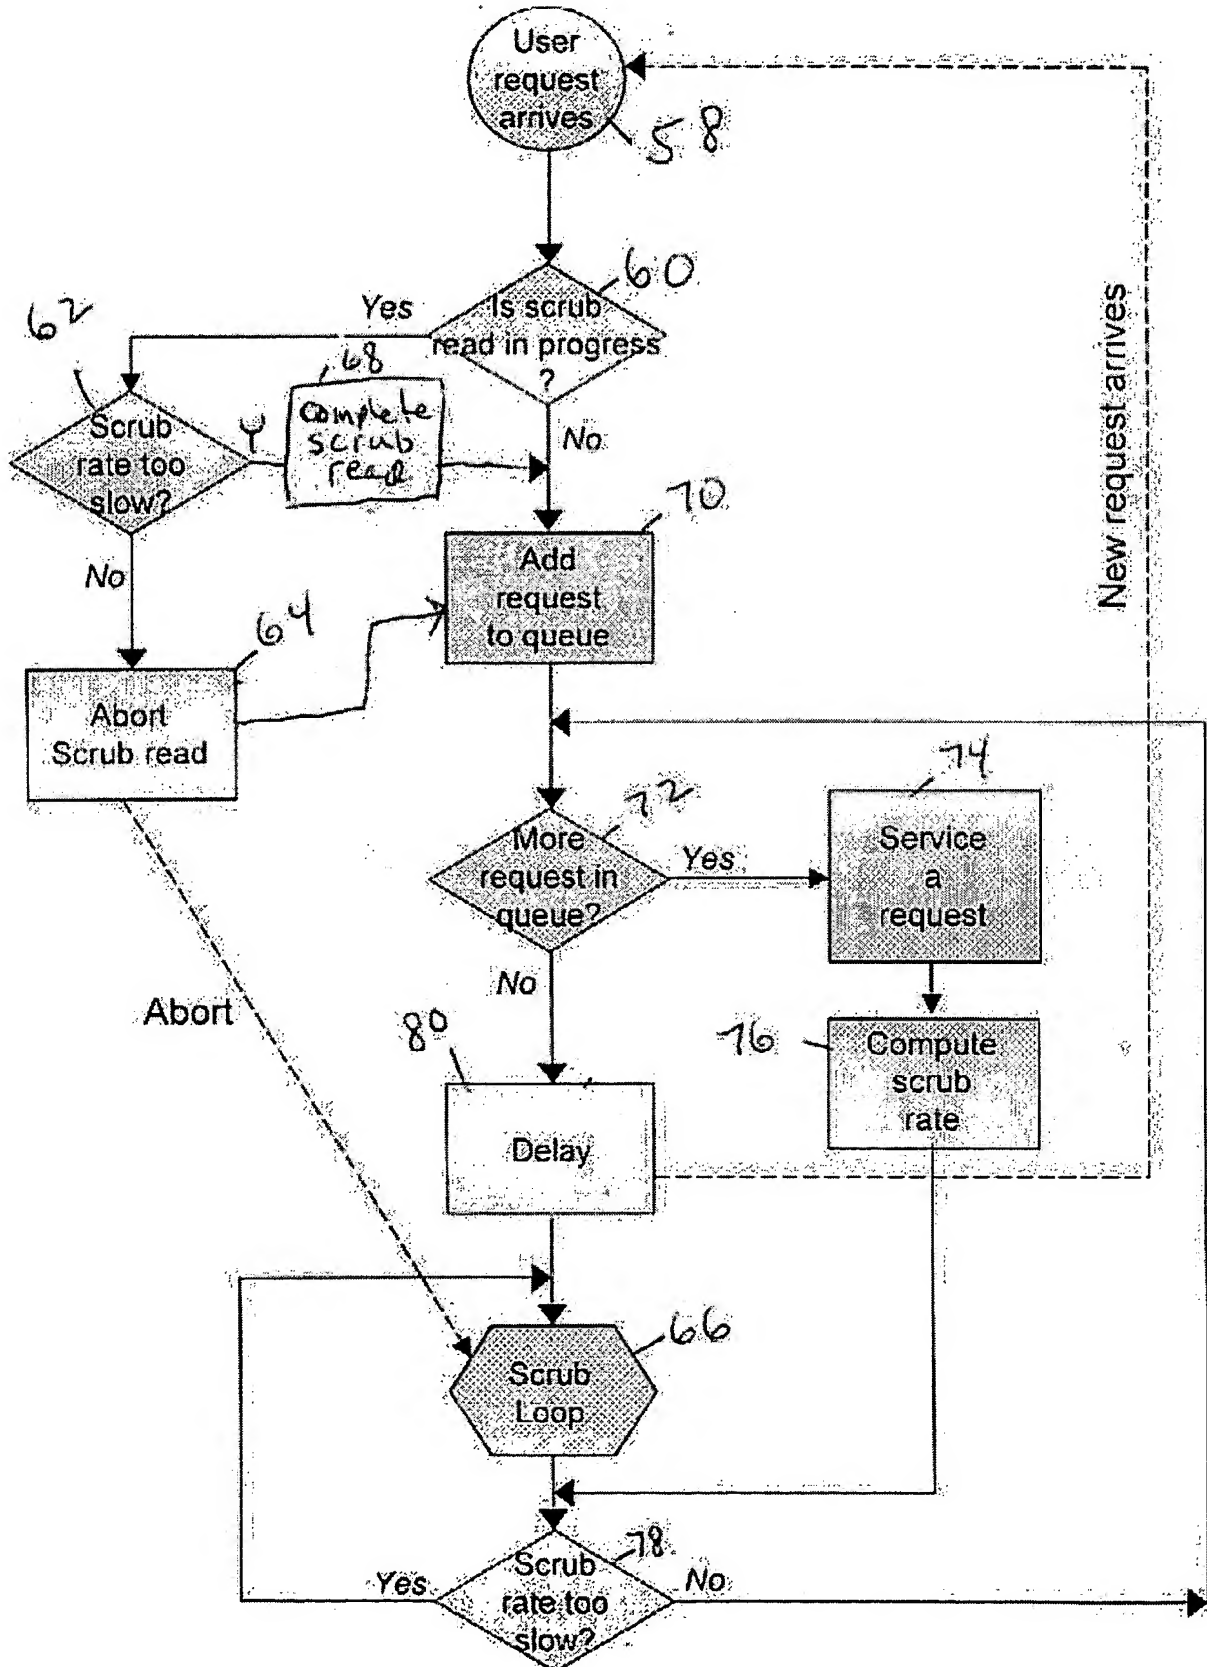 User
request
arrives
58
60
Yes
Is scrub
read in progress
?
62
68
complete
scrub
read
Y
Scrub
rate too
slow?
No
70
No
Add
request
to queue
64
Abort
Scrub read
New request arrives
72
More
request in
queue?
Yes
74
Service
a
request
No
Abort
80
Delay
76
Compute
scrub
rate
66
Scrub
Loop
78
Yes
Scrub
rate too
slow?
No